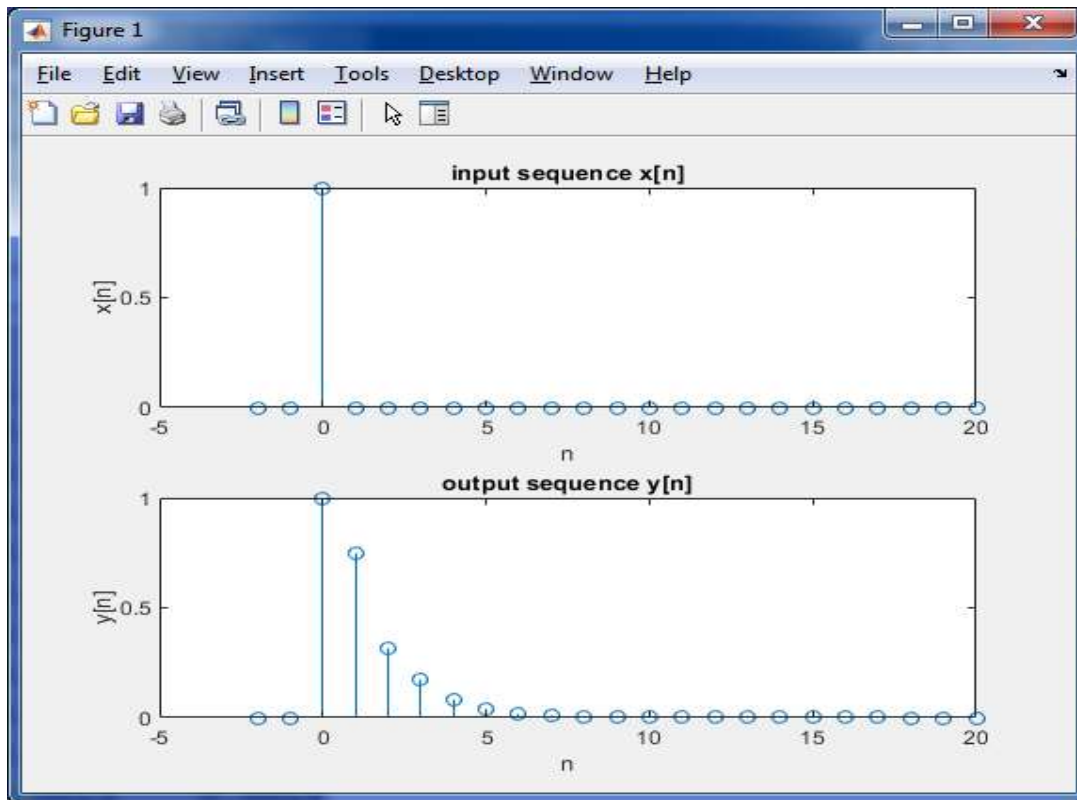 Figure 1
File Edit View Insert Tools Desktop Window Help
input sequence x[n]
1
0.5
0
x[n]
-5 0 5 10 15 20
n
output sequence y[n]
1
0.5
0
y[n]
-5 0 5 10 15 20
n